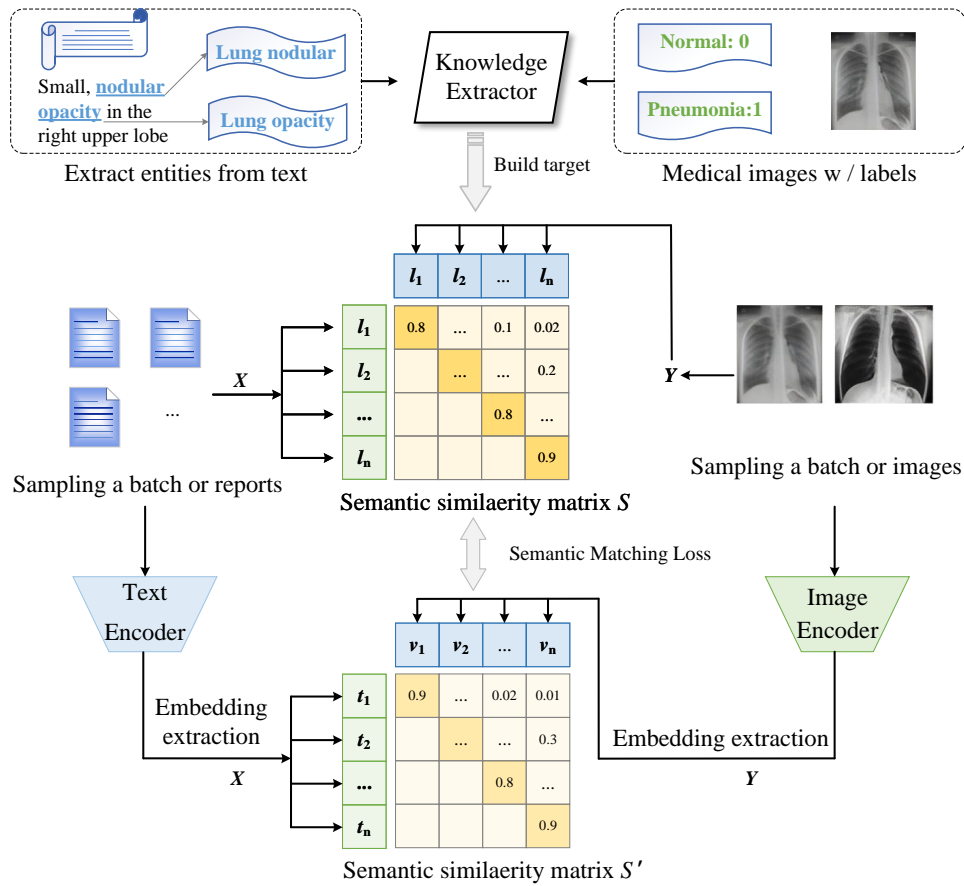 Lung nodular
Small, nodular
opacity in the
right upper lobe
Lung opacity
Extract entities from text
Knowledge
Extractor
Normal: 0
Pneumonia:1
Medical images w / labels
Build target
l1 l2 ... ln
l1 0.8 ... 0.1 0.02
l2 ... ... 0.2
... 0.8 ...
ln 0.9
X
...
Y
Sampling a batch or reports
Semantic similaerity matrix S
Sampling a batch or images
Semantic Matching Loss
Text
Encoder
Image
Encoder
v1 v2 ... vn
t1 0.9 ... 0.02 0.01
t2 ... ... 0.3
... 0.8 ...
tn 0.9
Embedding
extraction
X
Embedding extraction
Y
Semantic similaerity matrix S′